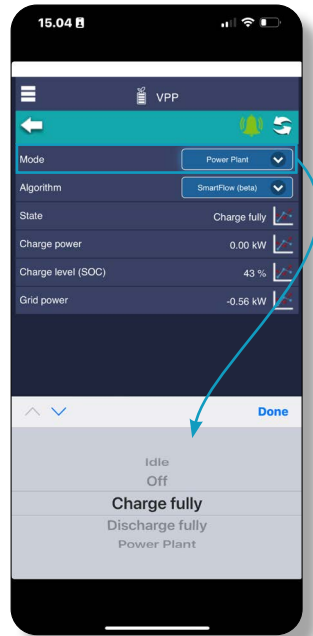 15.04
VPP
Mode Power Plant
Algorithm SmartFlow (beta)
State Charge fully
Charge power 0.00 kW
Charge level (SOC) 43 %
Grid power -0.56 kW
Done
Idle
Off
Charge fully
Discharge fully
Power Plant